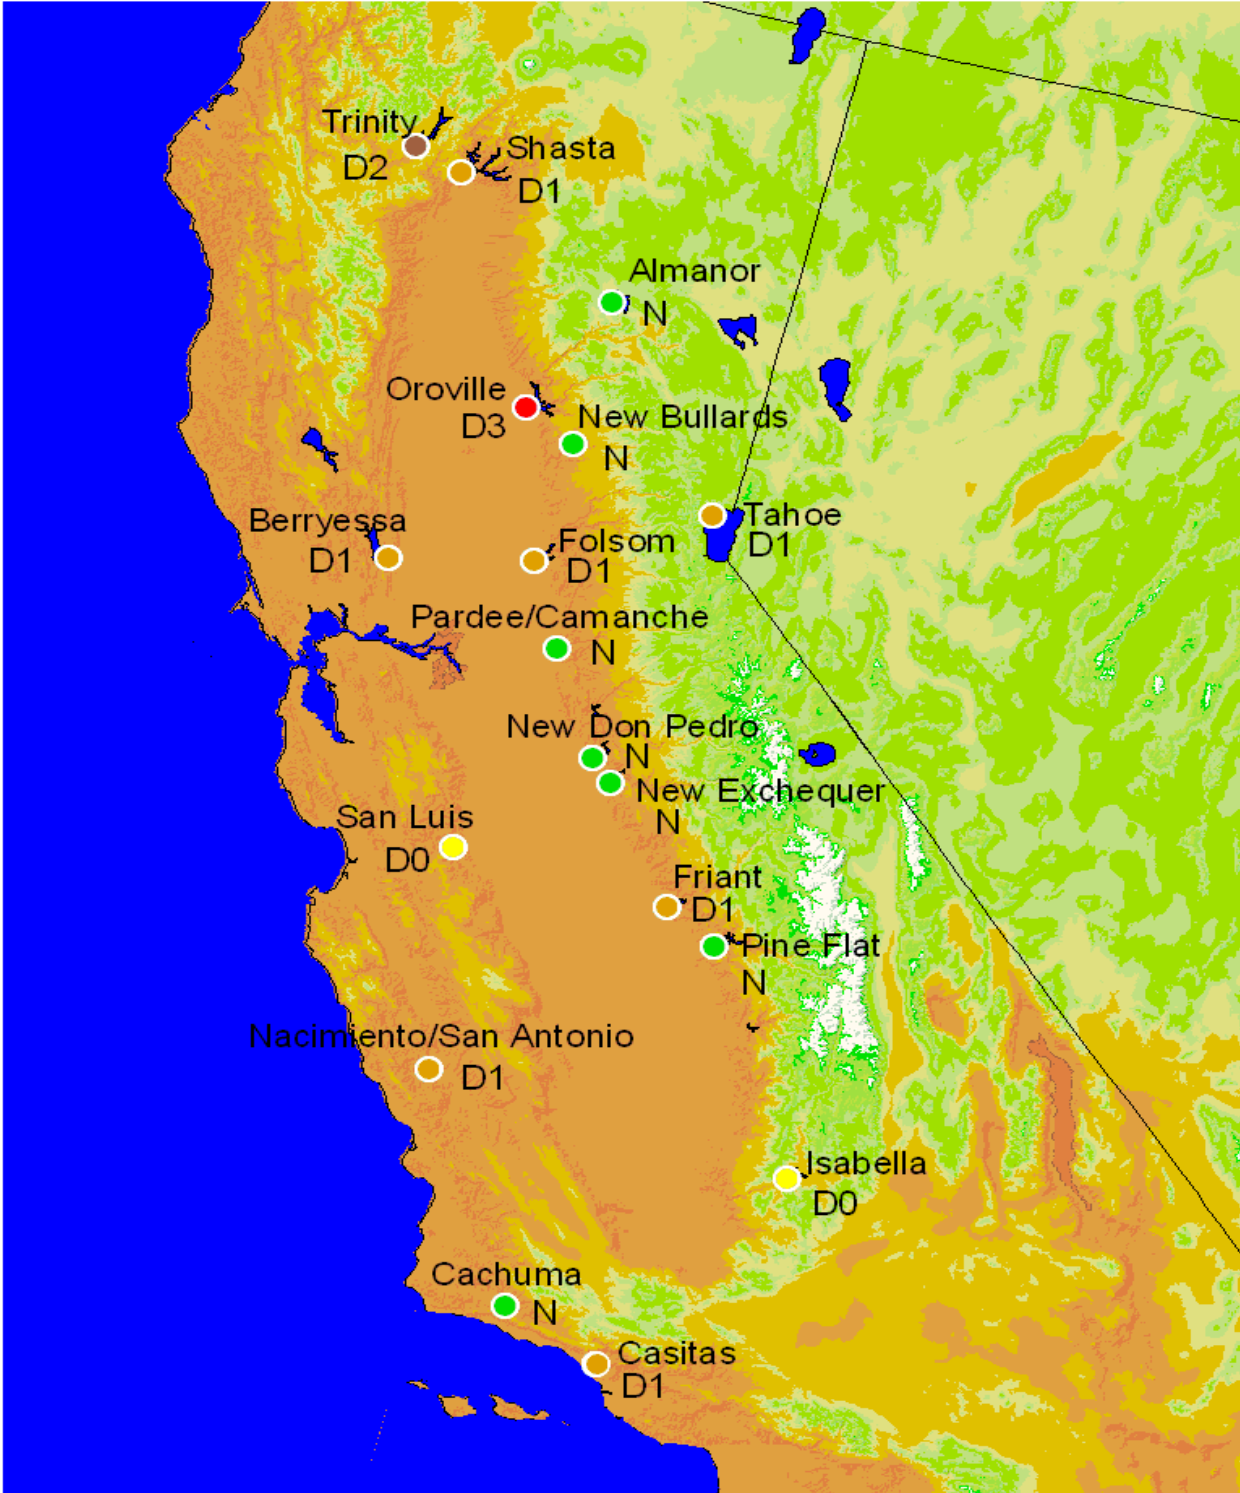 Trinity
D2
Shasta
D1
Almanor
N
Oroville
D3
New Bullards
N
Tahoe
D1
Berryessa
D1
Folsom
D1
Pardee/Camanche
N
New Don Pedro
N
New Exchequer
N
San Luis
D0
Friant
D1
Pine Flat
N
Nacimiento/San Antonio
D1
Isabella
D0
Cachuma
N
Casitas
D1